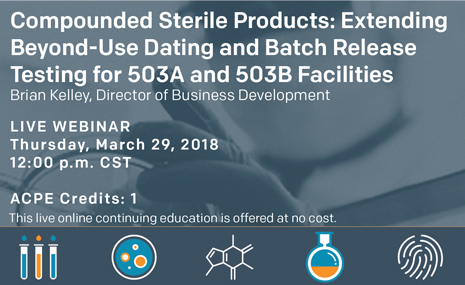 Compounded Sterile Products: Extending
Beyond-Use Dating and Batch Release
Testing for 503A and 503B Facilities
Brian Kelley, Director of Business Development
LIVE WEBINAR
Thursday, March 29, 2018
12:00 p.m. CST
ACPE Credits: 1
This live online continuing education is offered at no cost.